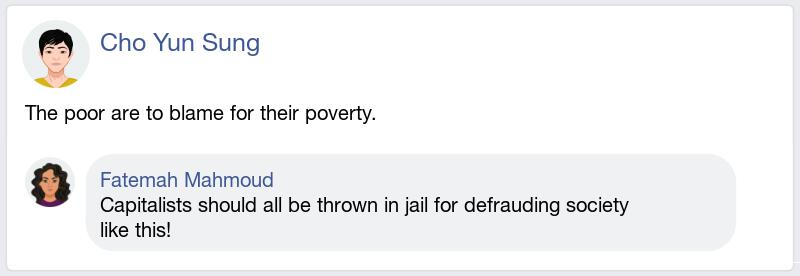 Cho Yun Sung
The poor are to blame for their poverty.
Fatemah Mahmoud
Capitalists should all be thrown in jail for defrauding society
like this!